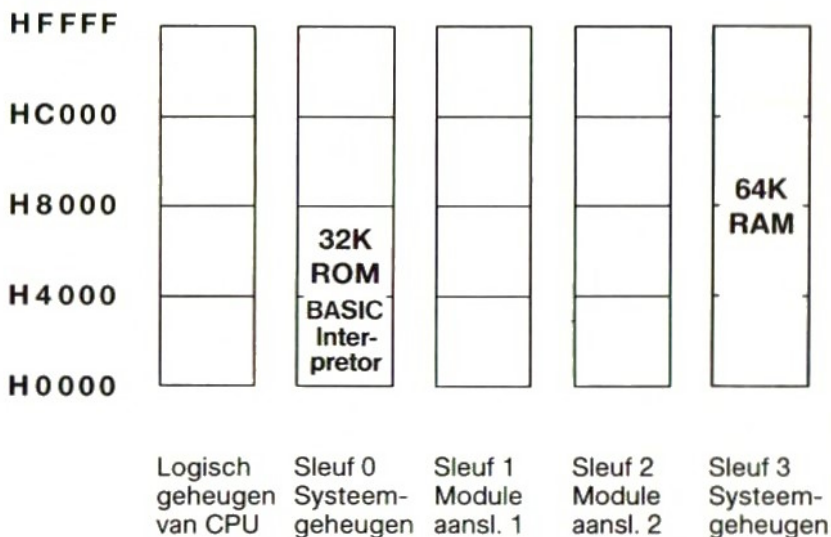 HFFFF
HC000
H8000
H4000
H0000
32K
ROM
BASIC
Inter-
pretor
64K
RAM
Logisch
geheugen
van CPU
Sleuf 0
Systeem-
geheugen
Sleuf 1
Module
aansl. 1
Sleuf 2
Module
aansl. 2
Sleuf 3
Systeem-
geheugen